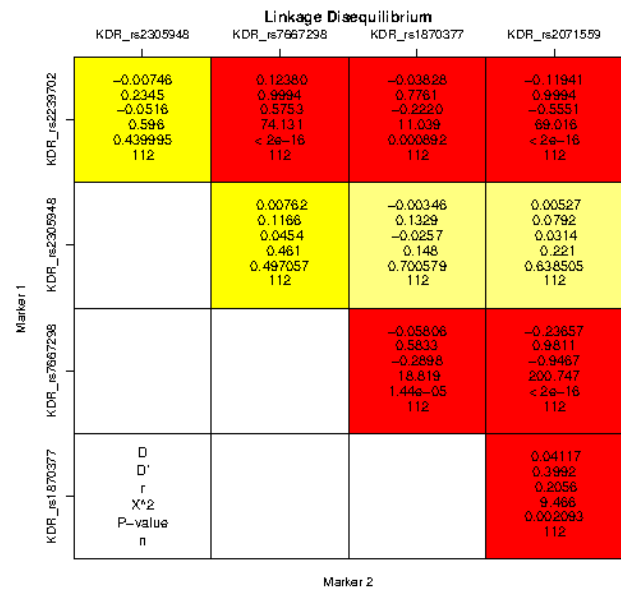 Linkage Disequilibrium
KDR_rs2305948 KDR_rs7667298 KDR_rs1870377 KDR_rs2071559
KDR_rs2239702
−0.00746 0.12380 −0.03828 −0.11941
0.2345 0.9994 0.7761 0.9994
−0.0516 0.5753 −0.2220 −0.5551
0.596 74.131 11.039 69.016
0.439995 < 2e−16 0.000892 < 2e−16
112 112 112 112
KDR_rs2305948
0.00762 −0.00346 0.00527
0.1166 0.1329 0.0792
0.0454 −0.0257 0.0314
0.461 0.148 0.221
0.497057 0.700579 0.638505
112 112 112
Marker 1
KDR_rs7667298
−0.05806 −0.23657
0.5833 0.9811
−0.2898 −0.9467
18.819 200.747
1.44e−05 < 2e−16
112 112
KDR_rs1870377
D 0.04117
D' 0.3992
r 0.2056
X^2 9.466
P−value 0.002093
n 112
Marker 2